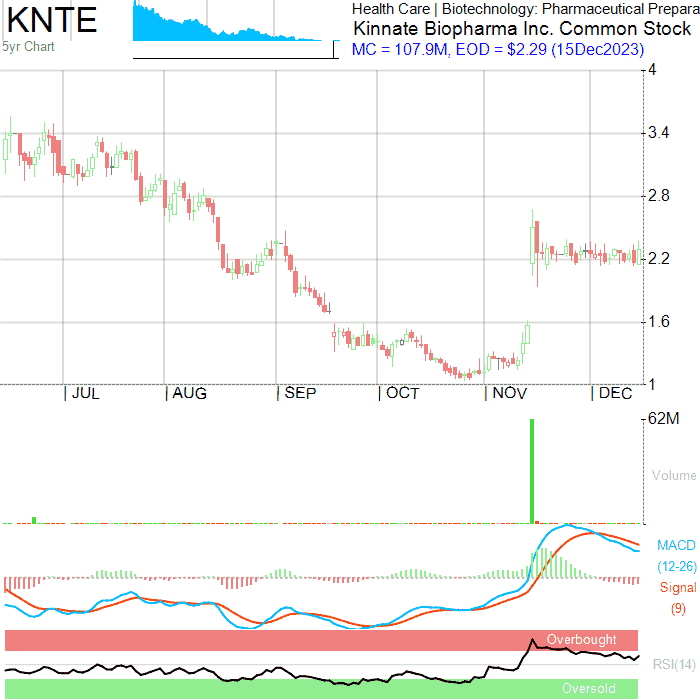 KNTE
5yr Chart
Health Care | Biotechnology: Pharmaceutical Prepara
Kinnate Biopharma Inc. Common Stock
MC = 107.9M, EOD = $2.29 (15Dec2023)
4
3.4
2.8
2.2
1.6
1
| JUL | AUG | SEP | OCT | NOV | DEC
62M
Volume
MACD
(12-26)
Signal
(9)
Overbought
RSI(14)
Oversold